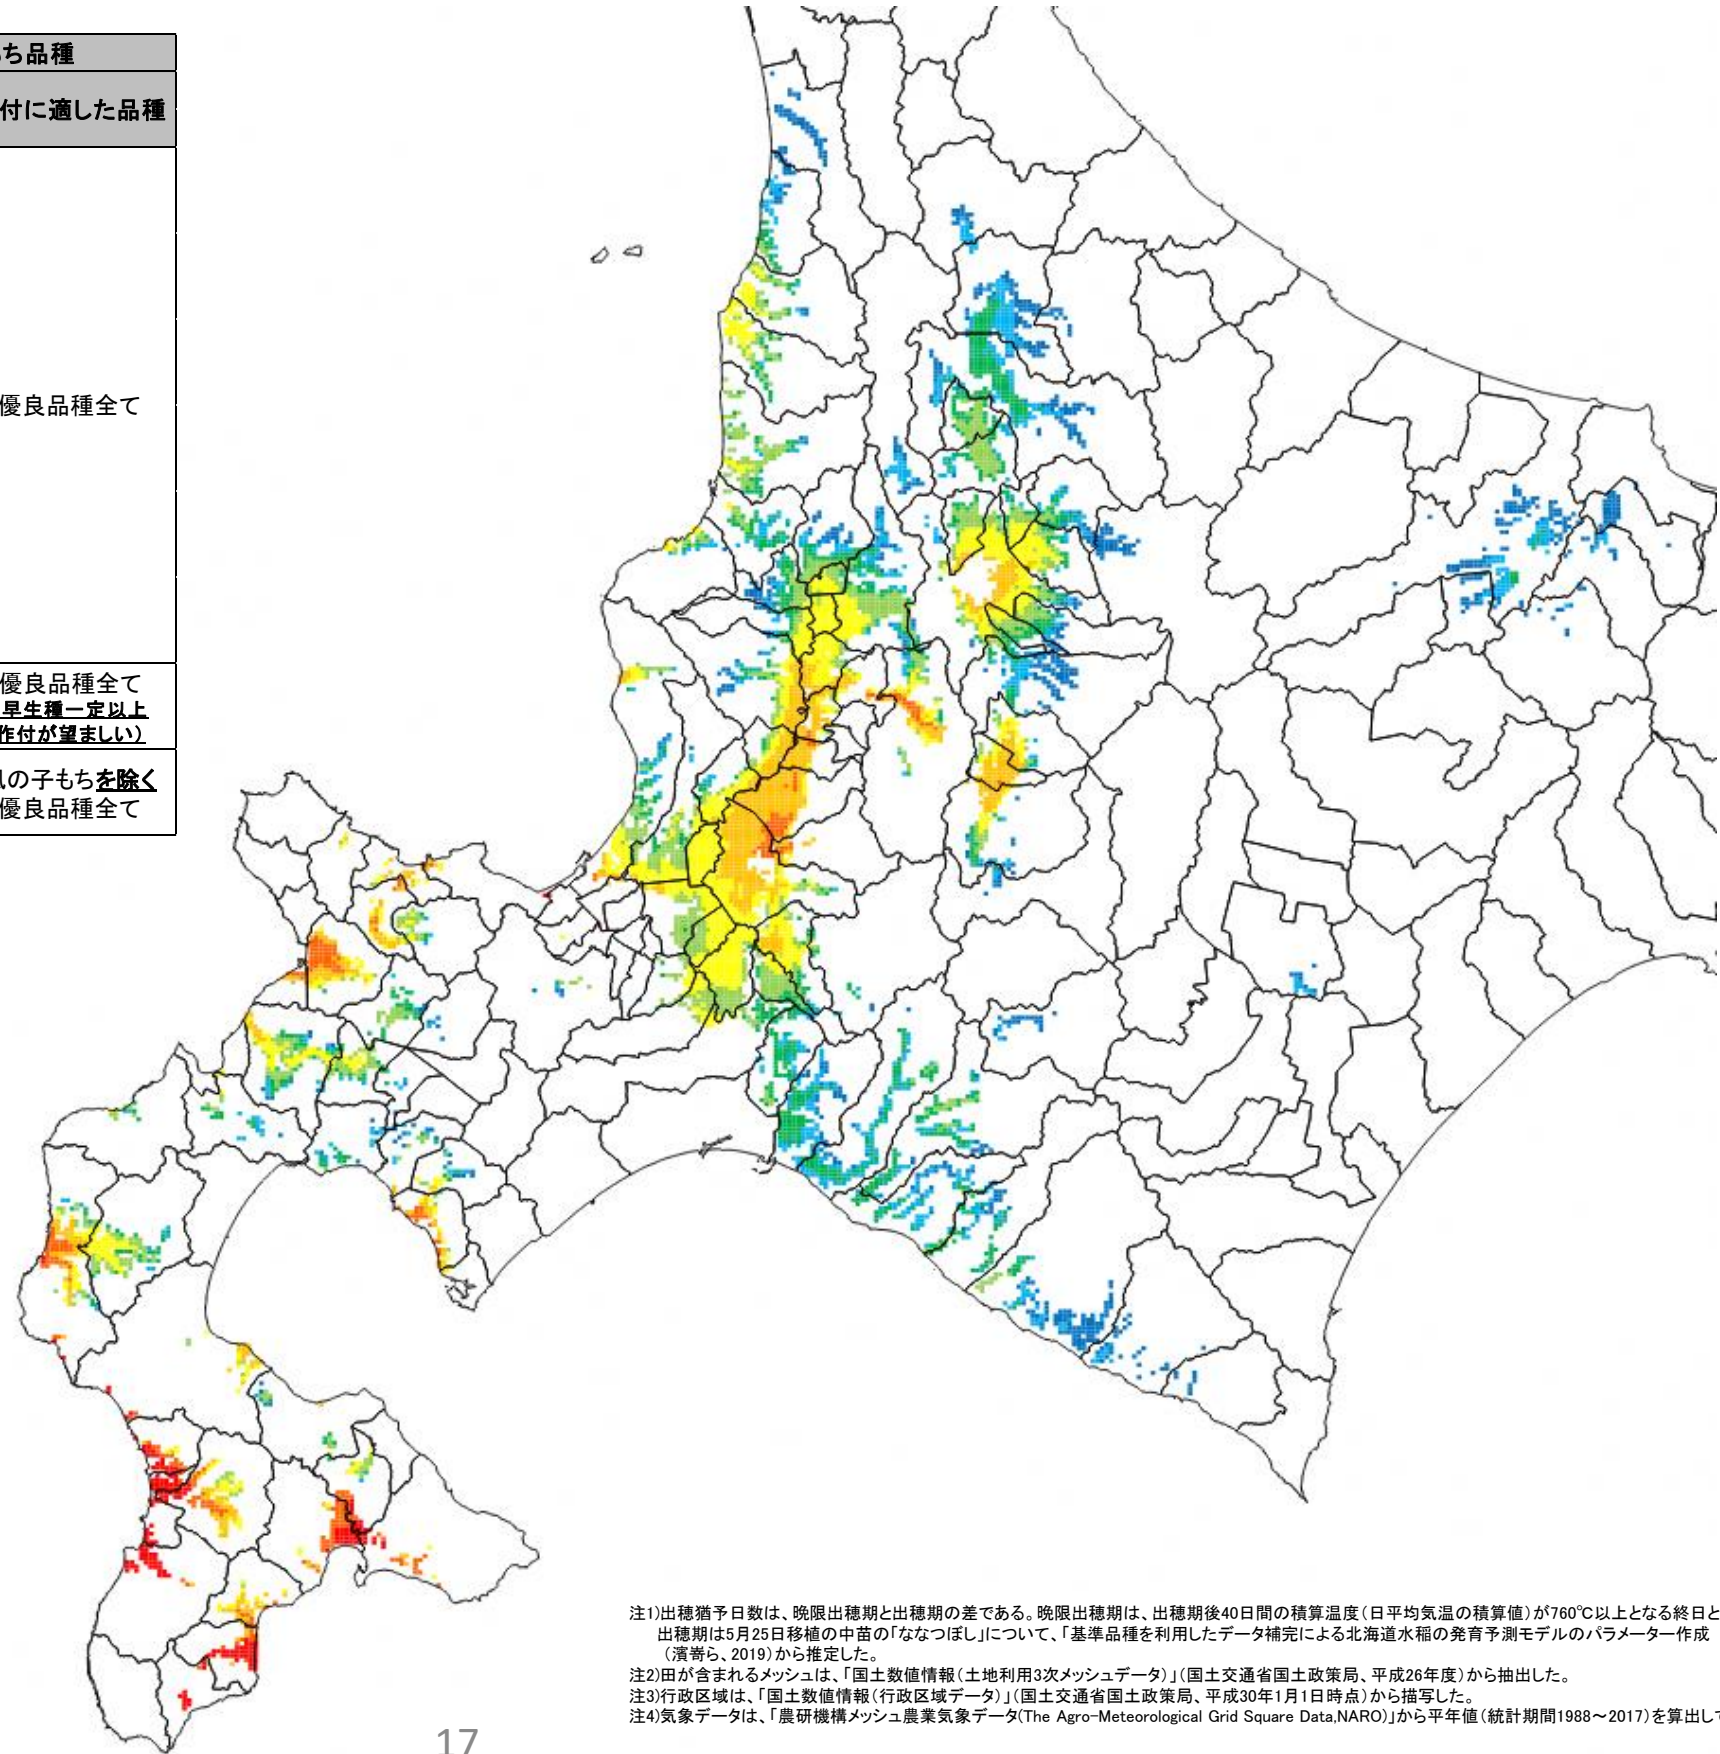 ち品種
付に適した品種
優良品種全て
優良品種全て
早生種一定以上
作付が望ましい）
の子もちを除く
優良品種全て
注1)出穂猶予日数は、晩限出穂期と出穂期の差である。晩限出穂期は、出穂期後40日間の積算温度（日平均気温の積算値）が760℃以上となる終日と
出穂期は5月25日移植の中苗の「ななつぼし」について、「基準品種を利用したデータ補完による北海道水稲の発育予測モデルのパラメーター作成
（濱嵜ら、2019）から推定した。
注2)田が含まれるメッシュは、「国土数値情報（土地利用3次メッシュデータ）」（国土交通省国土政策局、平成26年度）から抽出した。
注3)行政区域は、「国土数値情報（行政区域データ）」（国土交通省国土政策局、平成30年1月1日時点）から描写した。
注4)気象データは、「農研機構メッシュ農業気象データ(The Agro-Meteorological Grid Square Data,NARO)」から平年値（統計期間1988～2017）を算出して
17